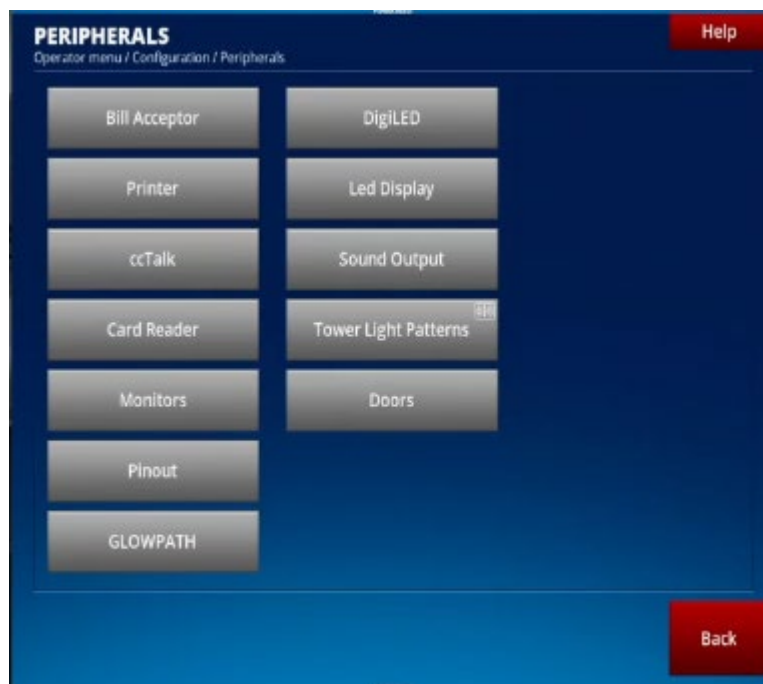 PERIPHERALS
Operator menu / Configuration / Peripherals
Help
Bill Acceptor
DigiLED
Printer
Led Display
ccTalk
Sound Output
Card Reader
Tower Light Patterns
Monitors
Doors
Pinout
GLOWPATH
Back